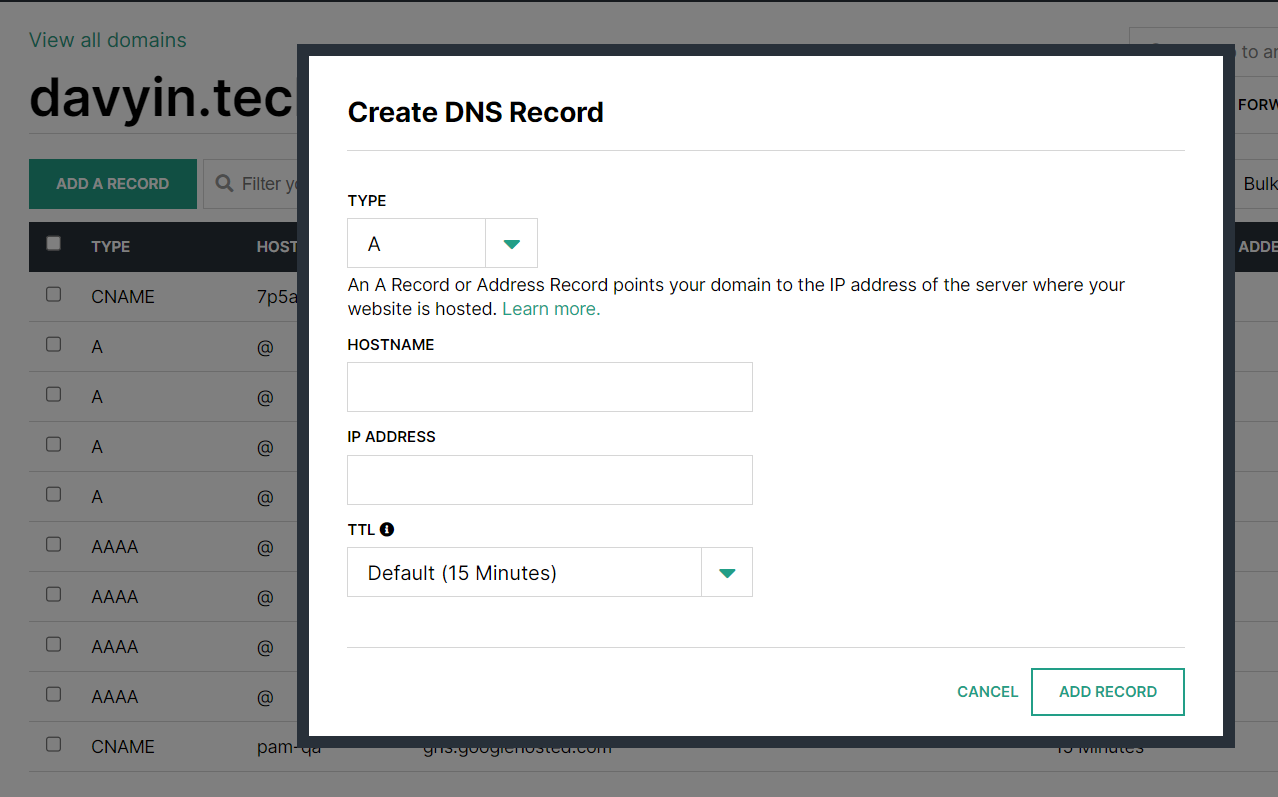 View all domains
davyin.tec
ADD A RECORD
Filter
TYPE HOST ADDE
CNAME
A @
A @
A @
A @
AAAA @
AAAA @
AAAA @
AAAA @
CNAME pam-qa ghs.googlehosted.com 15 Minutes
to
FORW
Bulk
Create DNS Record
TYPE
A
An A Record or Address Record points your domain to the IP address of the server where your
website is hosted. Learn more.
HOSTNAME
IP ADDRESS
TTL
Default (15 Minutes)
CANCEL ADD RECORD